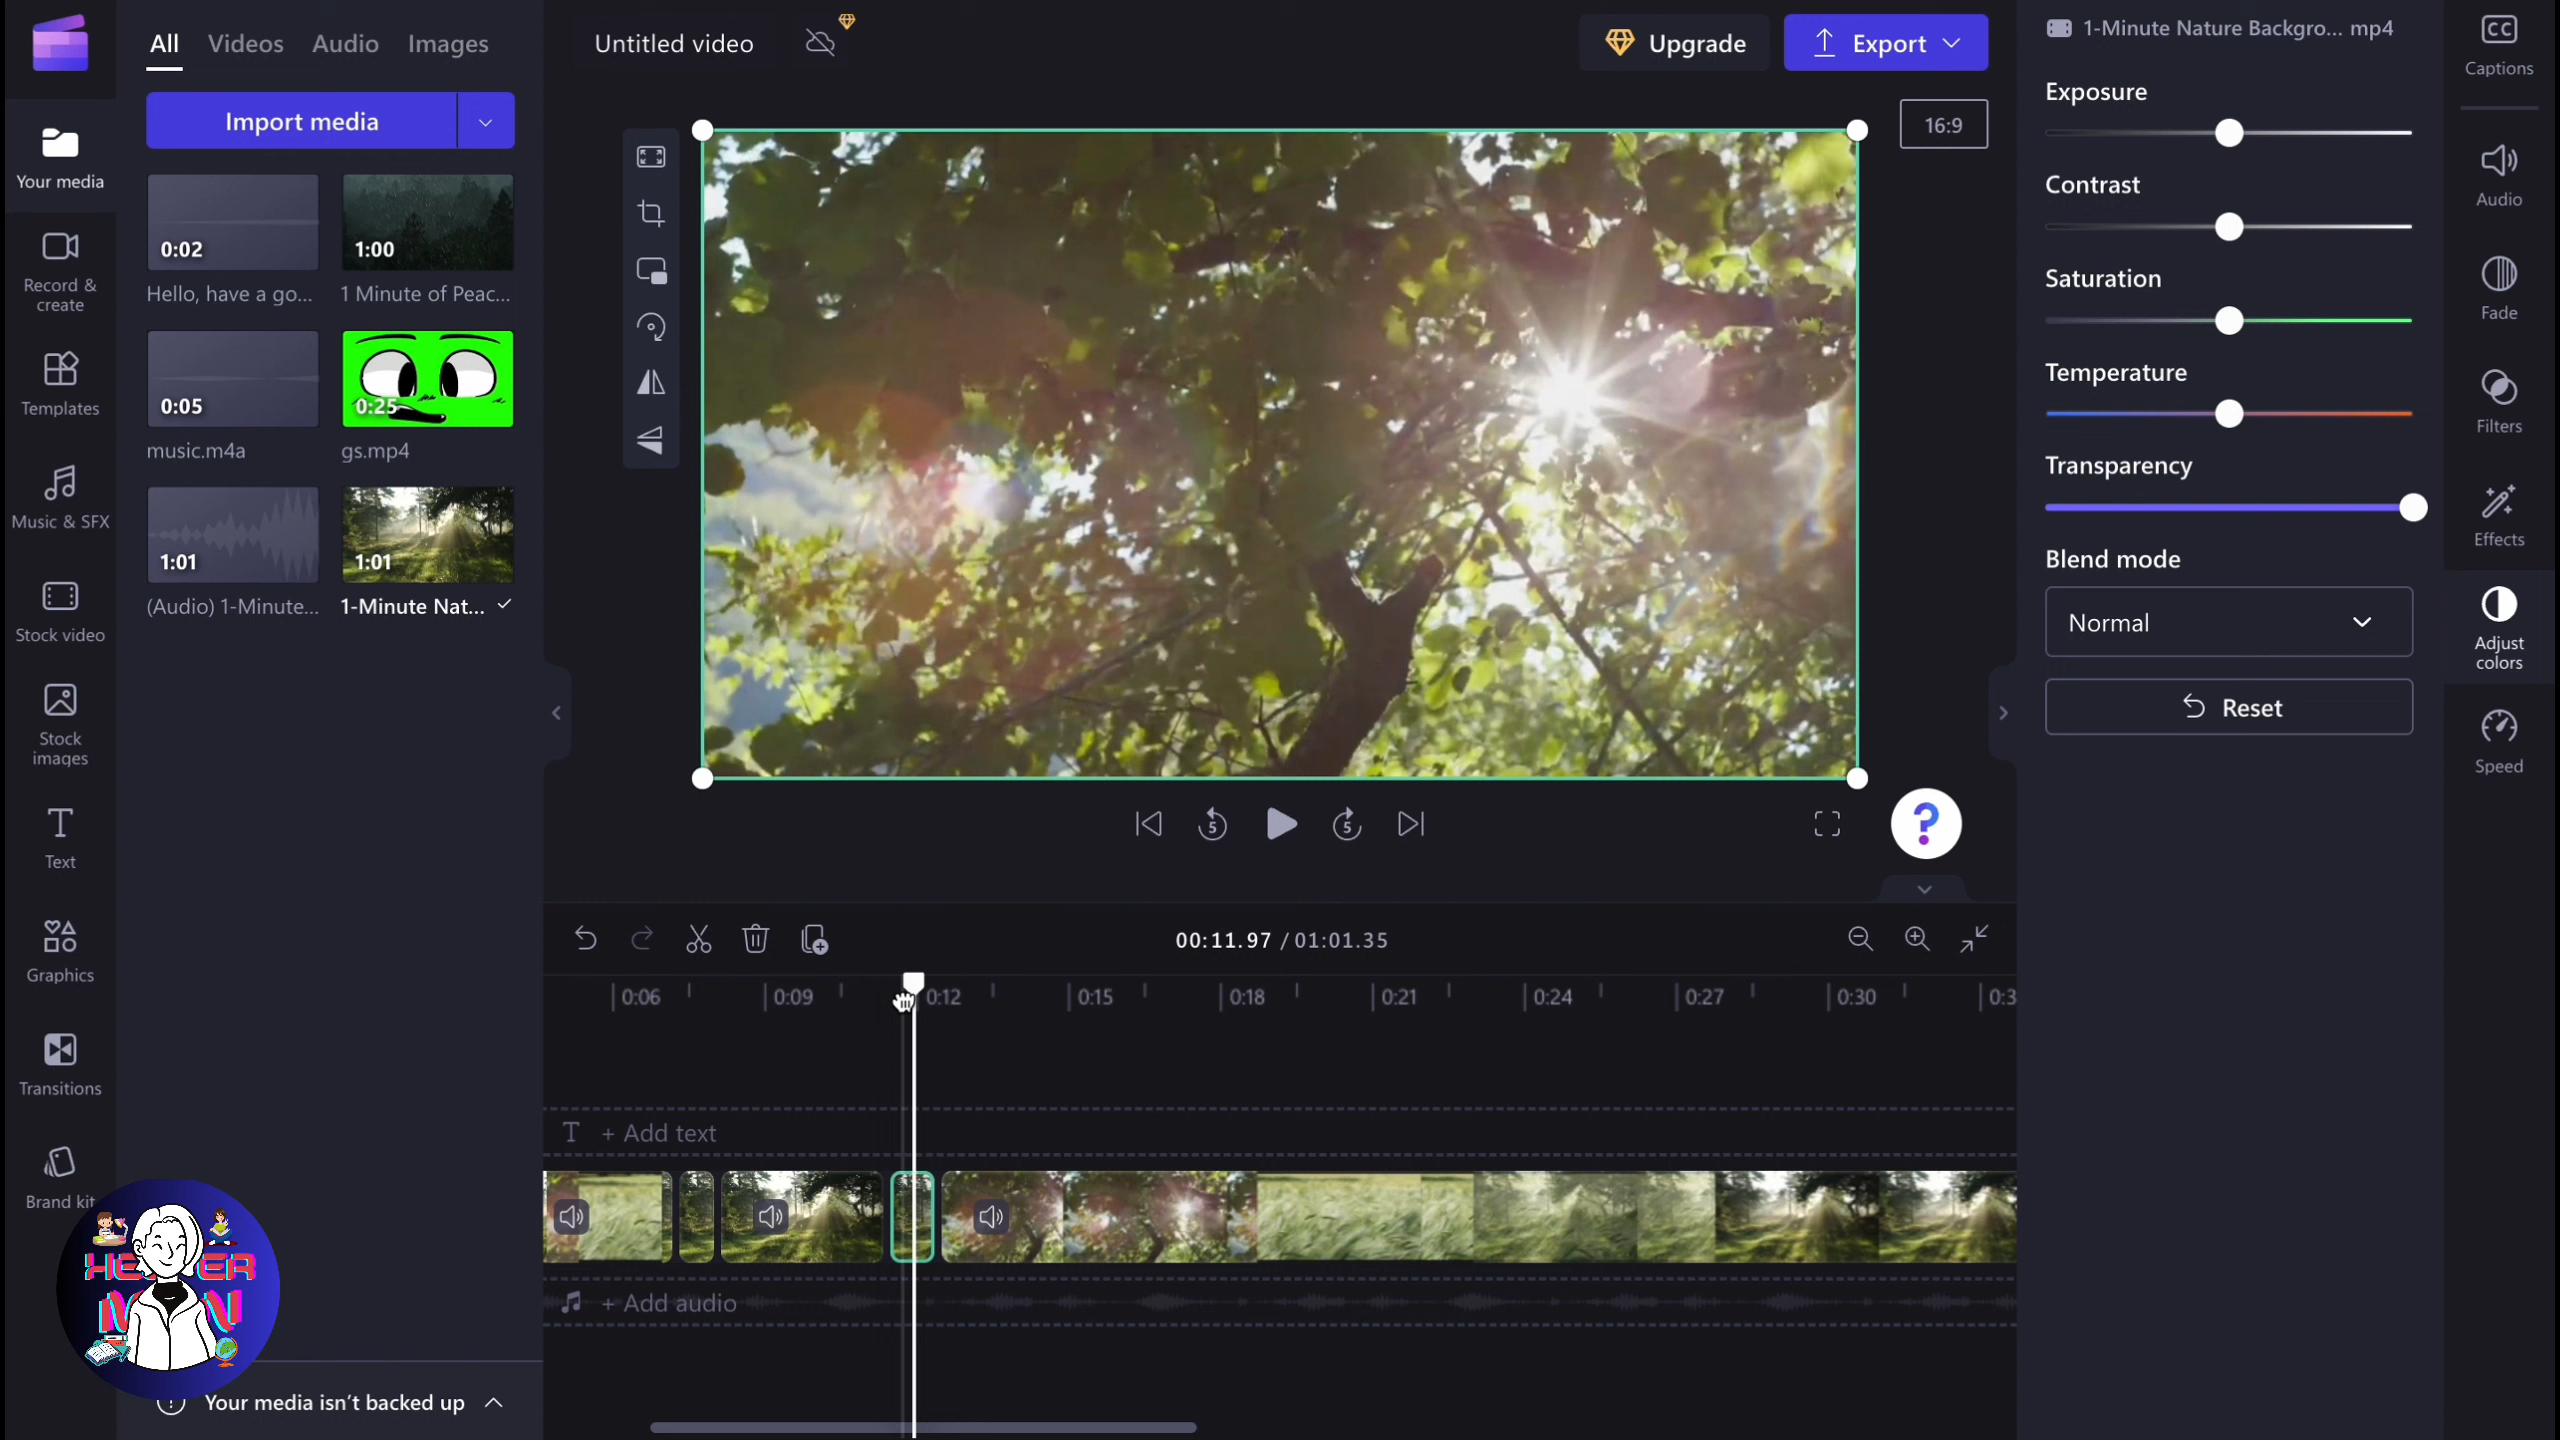 All Videos Audio Images
Import media
Your media
Record &
create
Templates
Music & SFX
Stock video
Stock
images
Text
Graphics
Transitions
Brand kit
0:02
1:00
Hello, have a go...
1 Minute of Peac...
0:05
0:25
music.m4a
gs.mp4
1:01
1:01
(Audio) 1-Minute...
1-Minute Nat...
Your media isn't backed up
Untitled video
Upgrade
Export
16:9
5
5
?
00:11.97 / 01:01.35
0:06 0:09 0:12 0:15 0:18 0:21 0:24 0:27 0:30 0:3
T + Add text
+ Add audio
1-Minute Nature Backgro... mp4
Exposure
Contrast
Saturation
Temperature
Transparency
Blend mode
Normal
Reset
CC
Captions
Audio
Fade
Filters
Effects
Adjust
colors
Speed